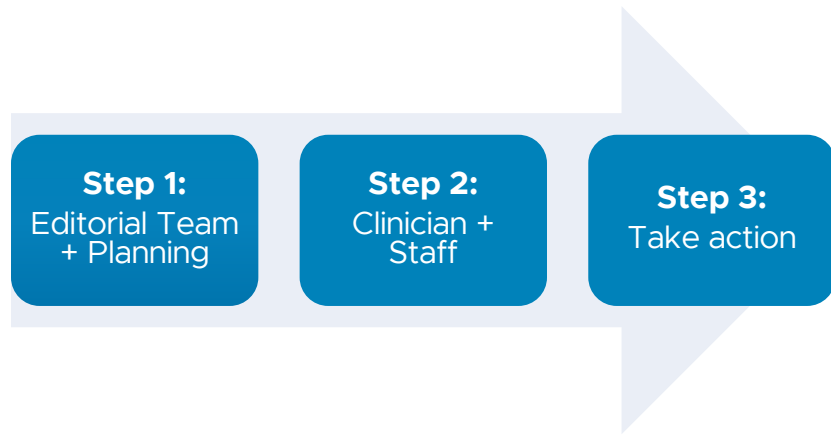 Step 1:
Editorial Team
+ Planning
Step 2:
Clinician +
Staff
Step 3:
Take action